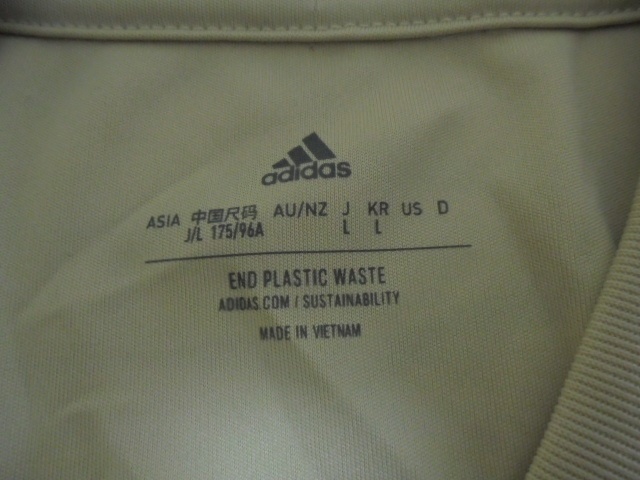 adidas
ASIA 中国尺码 AU/NZ J KR US D
J/L 175/96A L L
END PLASTIC WASTE
ADIDAS.COM / SUSTAINABILITY
MADE IN VIETNAM